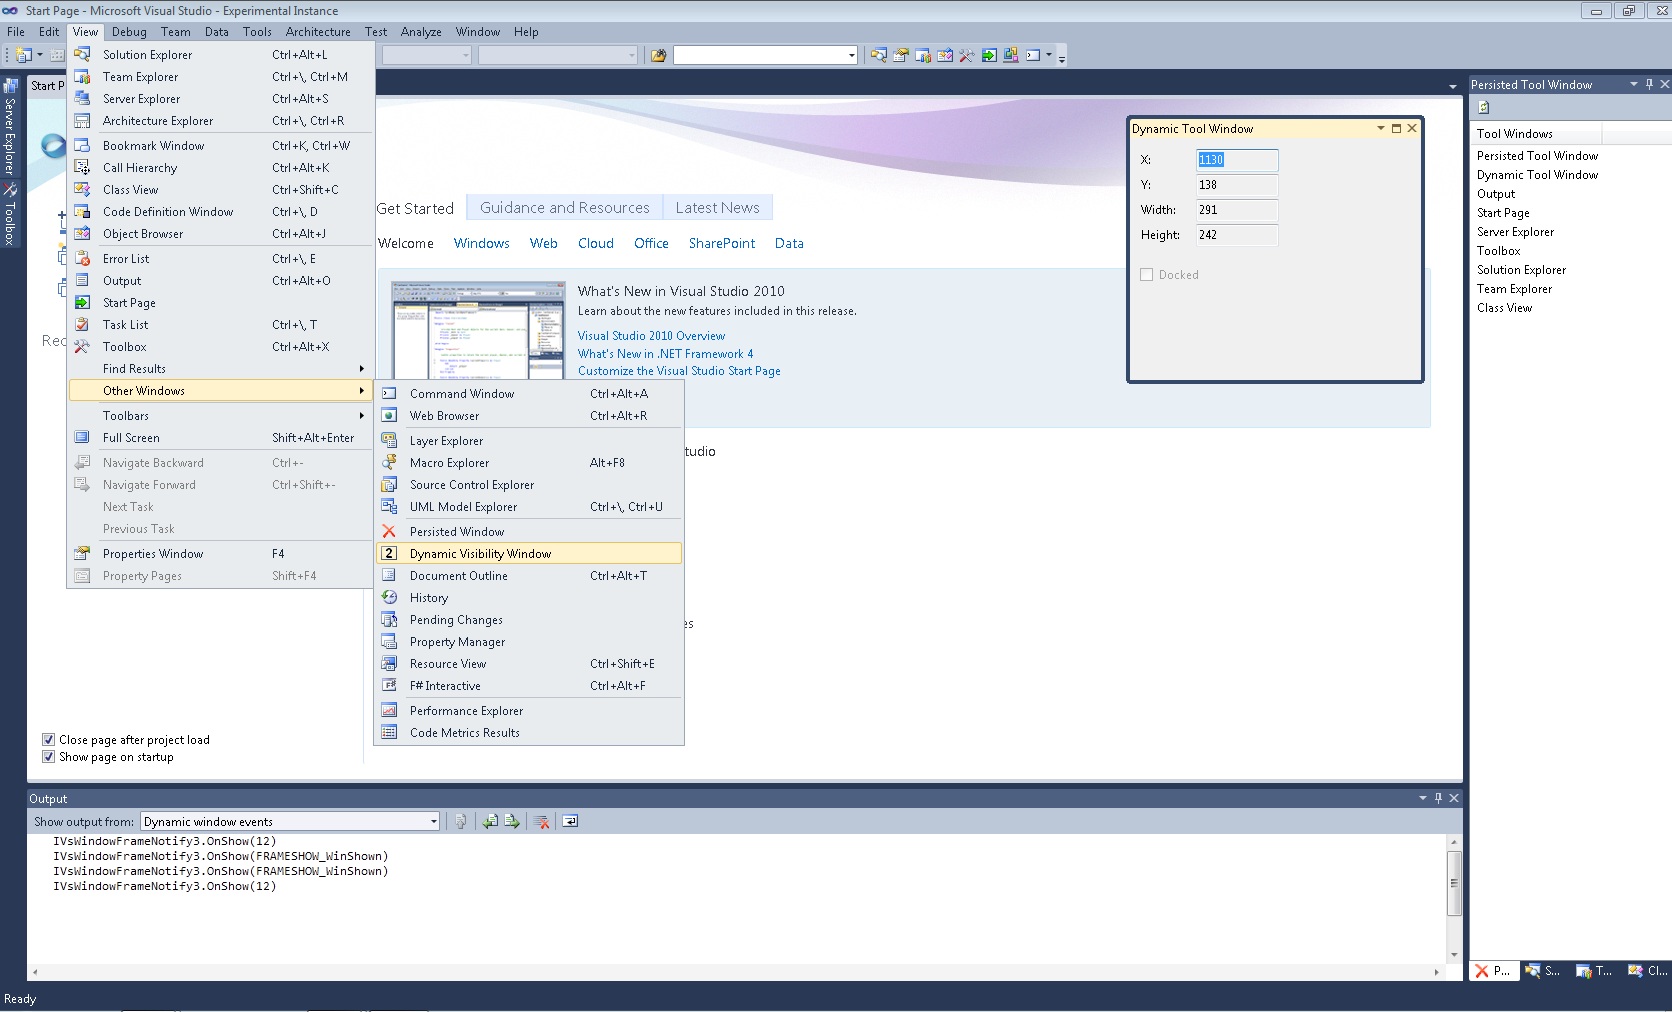 Start Page - Microsoft Visual Studio - Experimental Instance
File Edit View Debug Team Data Tools Architecture Test Analyze Window Help
Server Explorer
Toolbox
Start P
Solution Explorer Ctrl+Alt+L
Team Explorer Ctrl+\, Ctrl+M
Server Explorer Ctrl+Alt+S
Architecture Explorer Ctrl+\, Ctrl+R
Bookmark Window Ctrl+K, Ctrl+W
Call Hierarchy Ctrl+Alt+K
Class View Ctrl+Shift+C
Code Definition Window Ctrl+\, D
Object Browser Ctrl+Alt+J
Error List Ctrl+\, E
Output Ctrl+Alt+O
Start Page
Task List Ctrl+\, T
Toolbox Ctrl+Alt+X
Find Results
Other Windows
Toolbars
Full Screen Shift+Alt+Enter
Navigate Backward Ctrl+-
Navigate Forward Ctrl+Shift+-
Next Task
Previous Task
Properties Window F4
Property Pages Shift+F4
Rec
Command Window Ctrl+Alt+A
Web Browser Ctrl+Alt+R
Layer Explorer
Macro Explorer Alt+F8
Source Control Explorer
UML Model Explorer Ctrl+\, Ctrl+U
Persisted Window
2 Dynamic Visibility Window
Document Outline Ctrl+Alt+T
History
Pending Changes
Property Manager
Resource View Ctrl+Shift+E
F# Interactive Ctrl+Alt+F
Performance Explorer
Code Metrics Results
Get Started Guidance and Resources Latest News
Welcome Windows Web Cloud Office SharePoint Data
What's New in Visual Studio 2010
Learn about the new features included in this release.
Visual Studio 2010 Overview
What's New in .NET Framework 4
Customize the Visual Studio Start Page
tudio
es
Close page after project load
Show page on startup
Dynamic Tool Window
X: 1130
Y: 138
Width: 291
Height: 242
Docked
Persisted Tool Window
Tool Windows
Persisted Tool Window
Dynamic Tool Window
Output
Start Page
Server Explorer
Toolbox
Solution Explorer
Team Explorer
Class View
P... S... T... Cl...
Output
Show output from: Dynamic window events
IVsWindowFrameNotify3.OnShow(12)
IVsWindowFrameNotify3.OnShow(FRAMESHOW_WinShown)
IVsWindowFrameNotify3.OnShow(FRAMESHOW_WinShown)
IVsWindowFrameNotify3.OnShow(12)
Ready